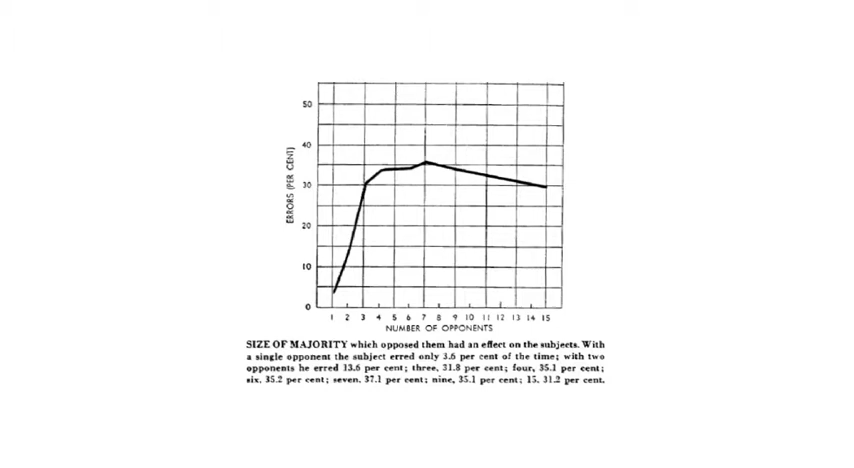 50
40
30
20
10
0
ERRORS (PER CENT)
1 2 3 4 5 6 7 8 9 10 11 12 13 14 15
NUMBER OF OPPONENTS
SIZE OF MAJORITY which opposed them had an effect on the subjects. With
a single opponent the subject erred only 3.6 per cent of the time; with two
opponents he erred 13.6 per cent; three, 31.8 per cent; four, 35.1 per cent;
six, 35.2 per cent; seven, 37.1 per cent; nine, 35.1 per cent; 15, 31.2 per cent.